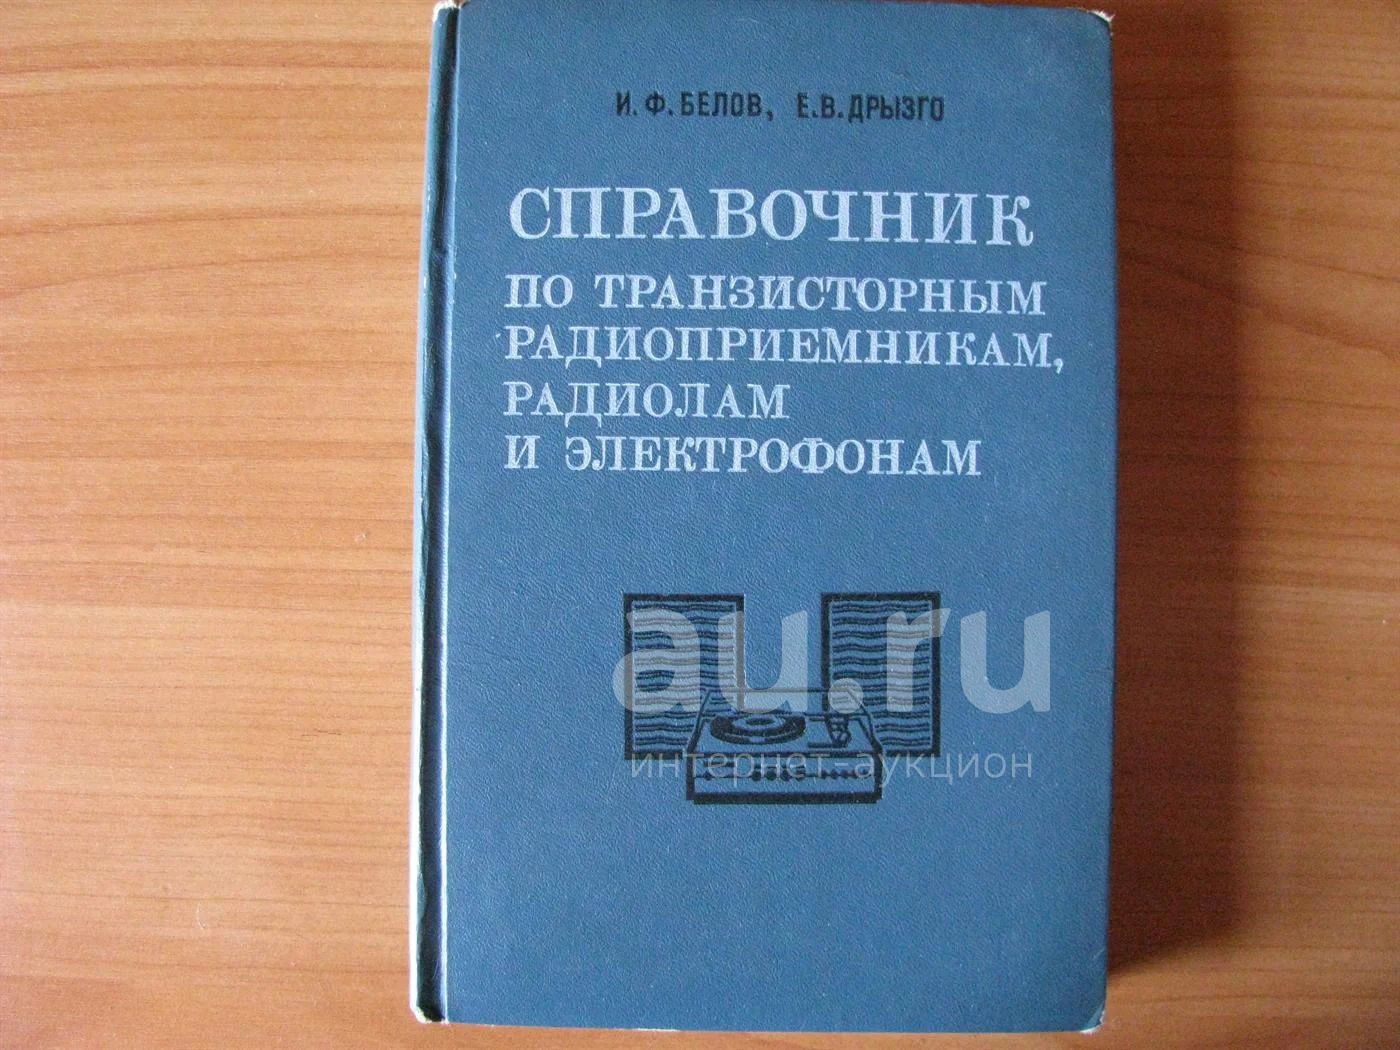 И. Ф. БЕЛОВ, Е. В. ДРЫЗГО
СПРАВОЧНИК
ПО ТРАНЗИСТОРНЫМ
РАДИОПРИЕМНИКАМ,
РАДИОЛАМ
И ЭЛЕКТРОФОНАМ
au.ru
интернет-аукцион